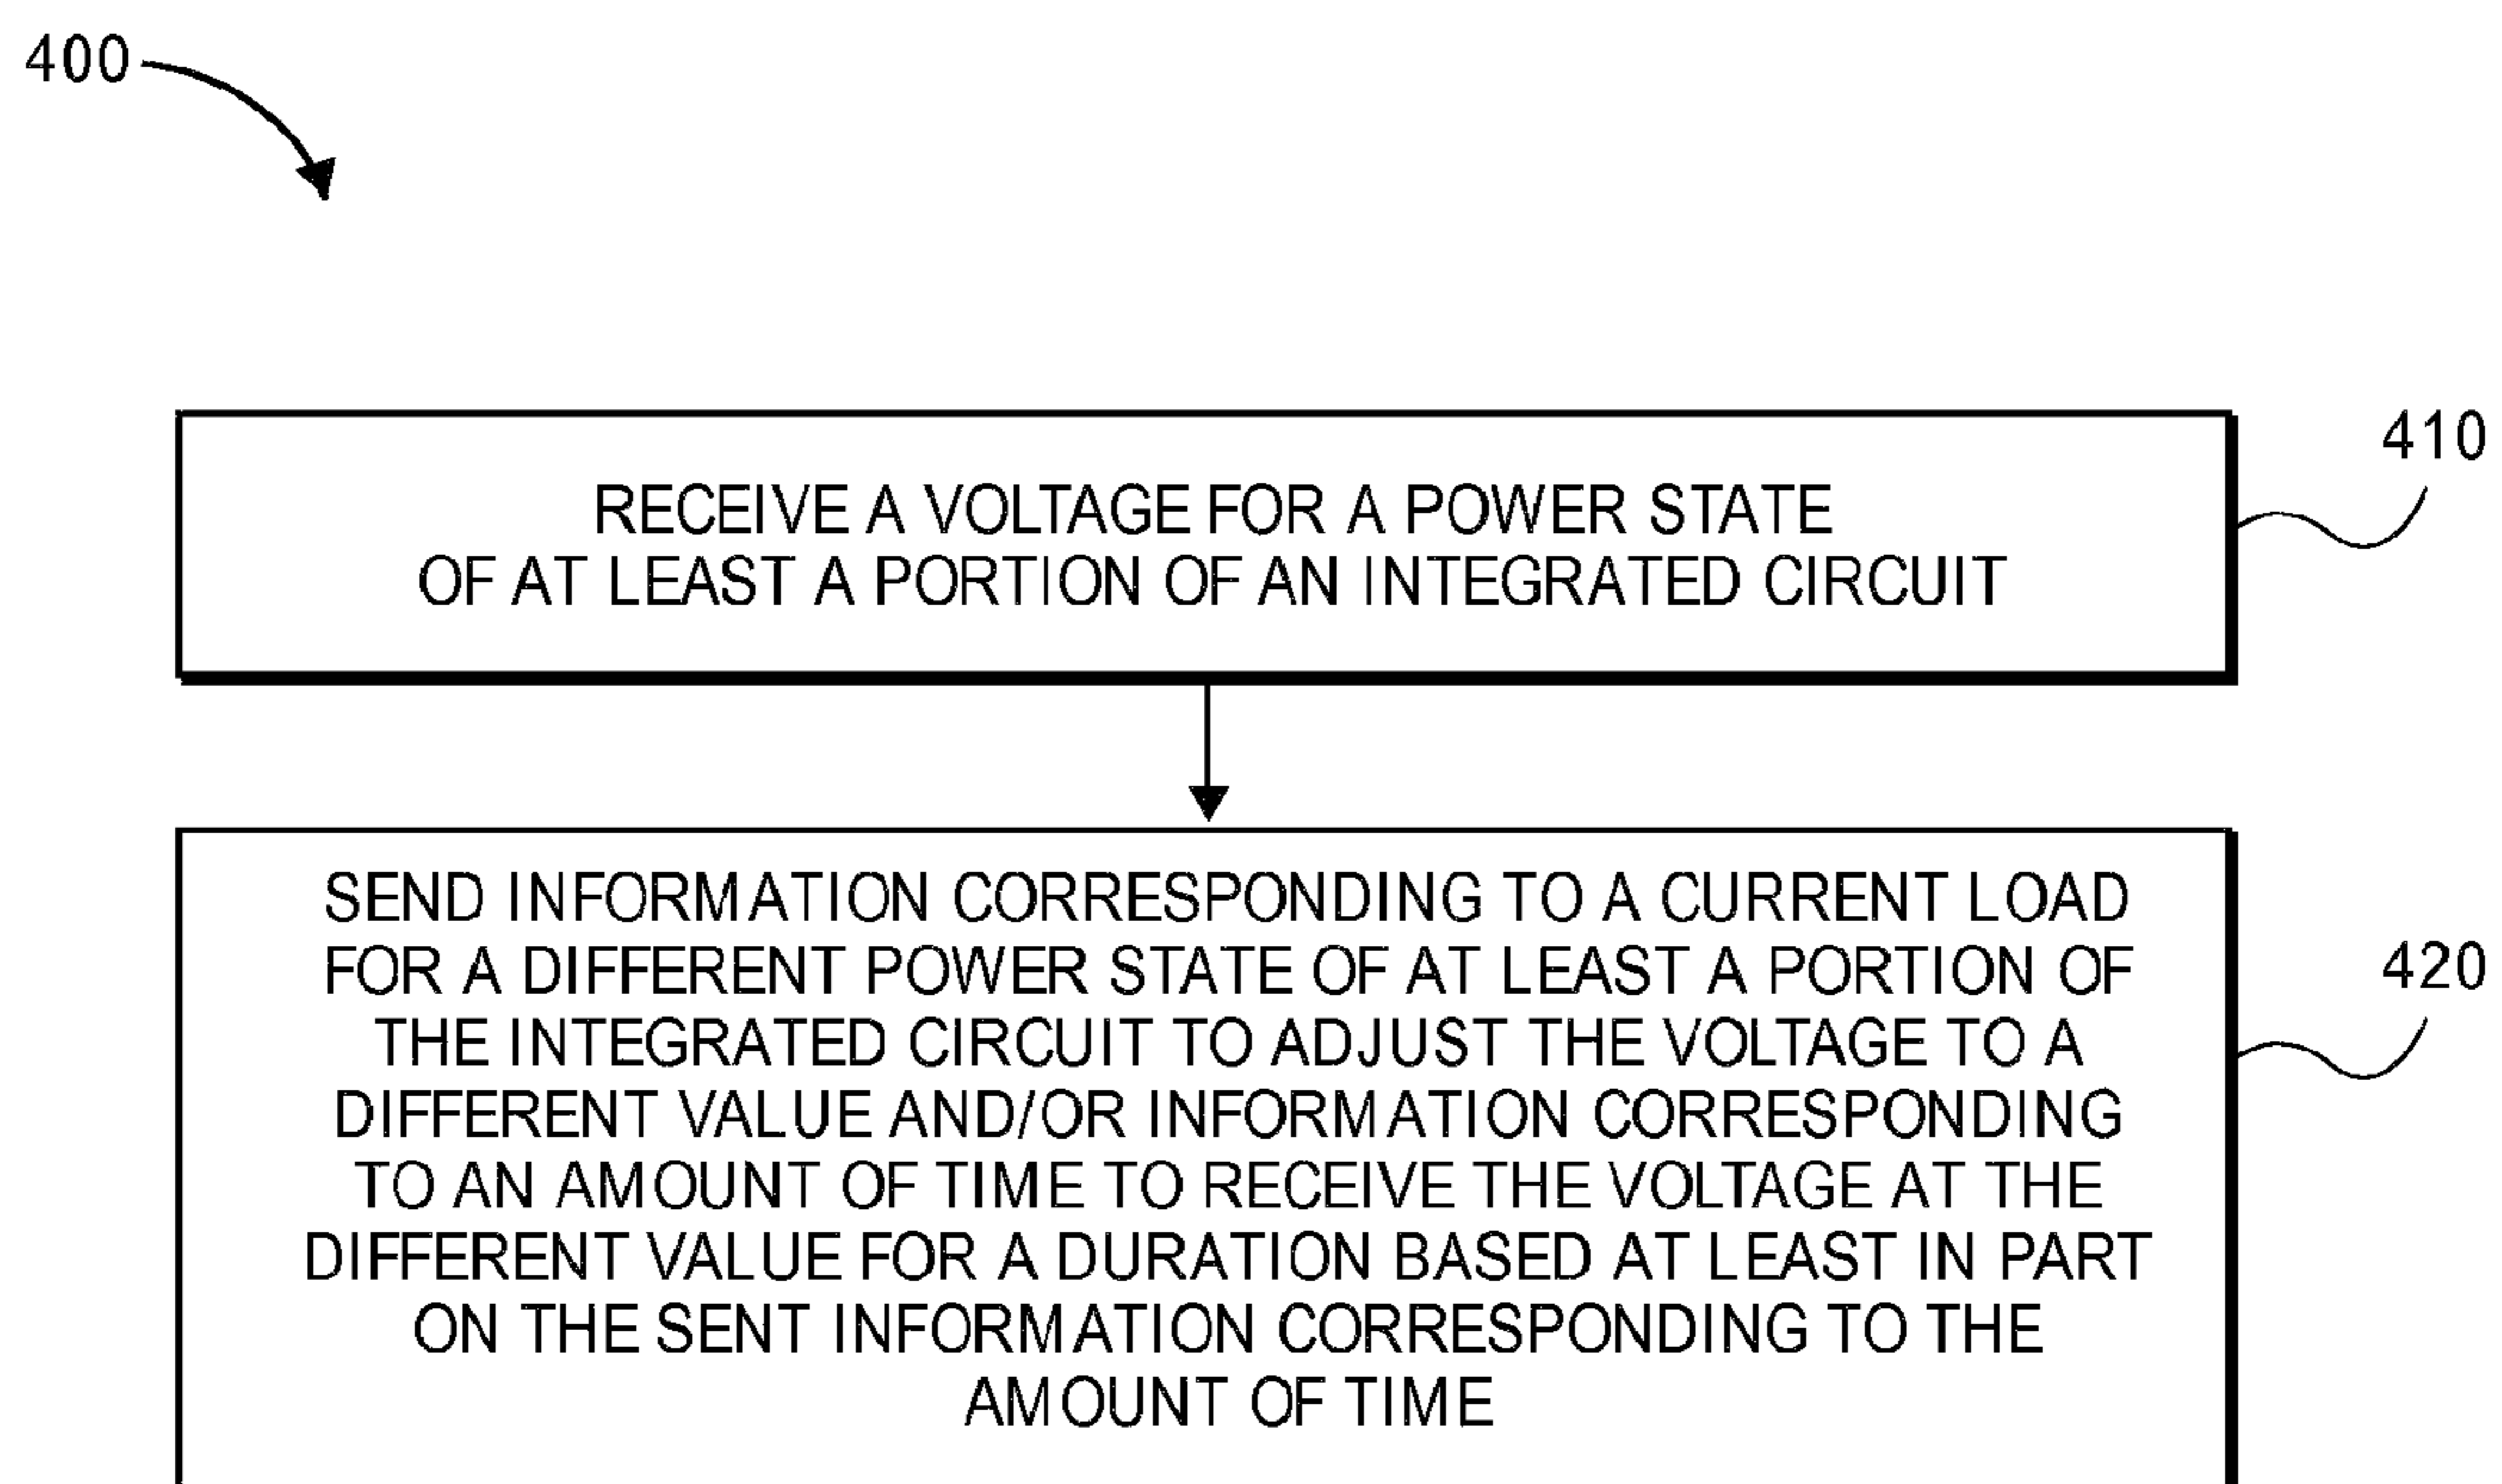 400
410
RECEIVE A VOLTAGE FOR A POWER STATE
OF AT LEAST A PORTION OF AN INTEGRATED CIRCUIT
SEND INFORMATION CORRESPONDING TO A CURRENT LOAD
FOR A DIFFERENT POWER STATE OF AT LEAST A PORTION OF
420
THE INTEGRATED CIRCUIT TO ADJUST THE VOLTAGE TO A
DIFFERENT VALUE AND/OR INFORMATION CORRESPONDING
TO AN AMOUNT OF TIME TO RECEIVE THE VOLTAGE AT THE
DIFFERENT VALUE FOR A DURATION BASED AT LEAST IN PART
ON THE SENT INFORMATION CORRESPONDING TO THE
AMOUNT OF TIME